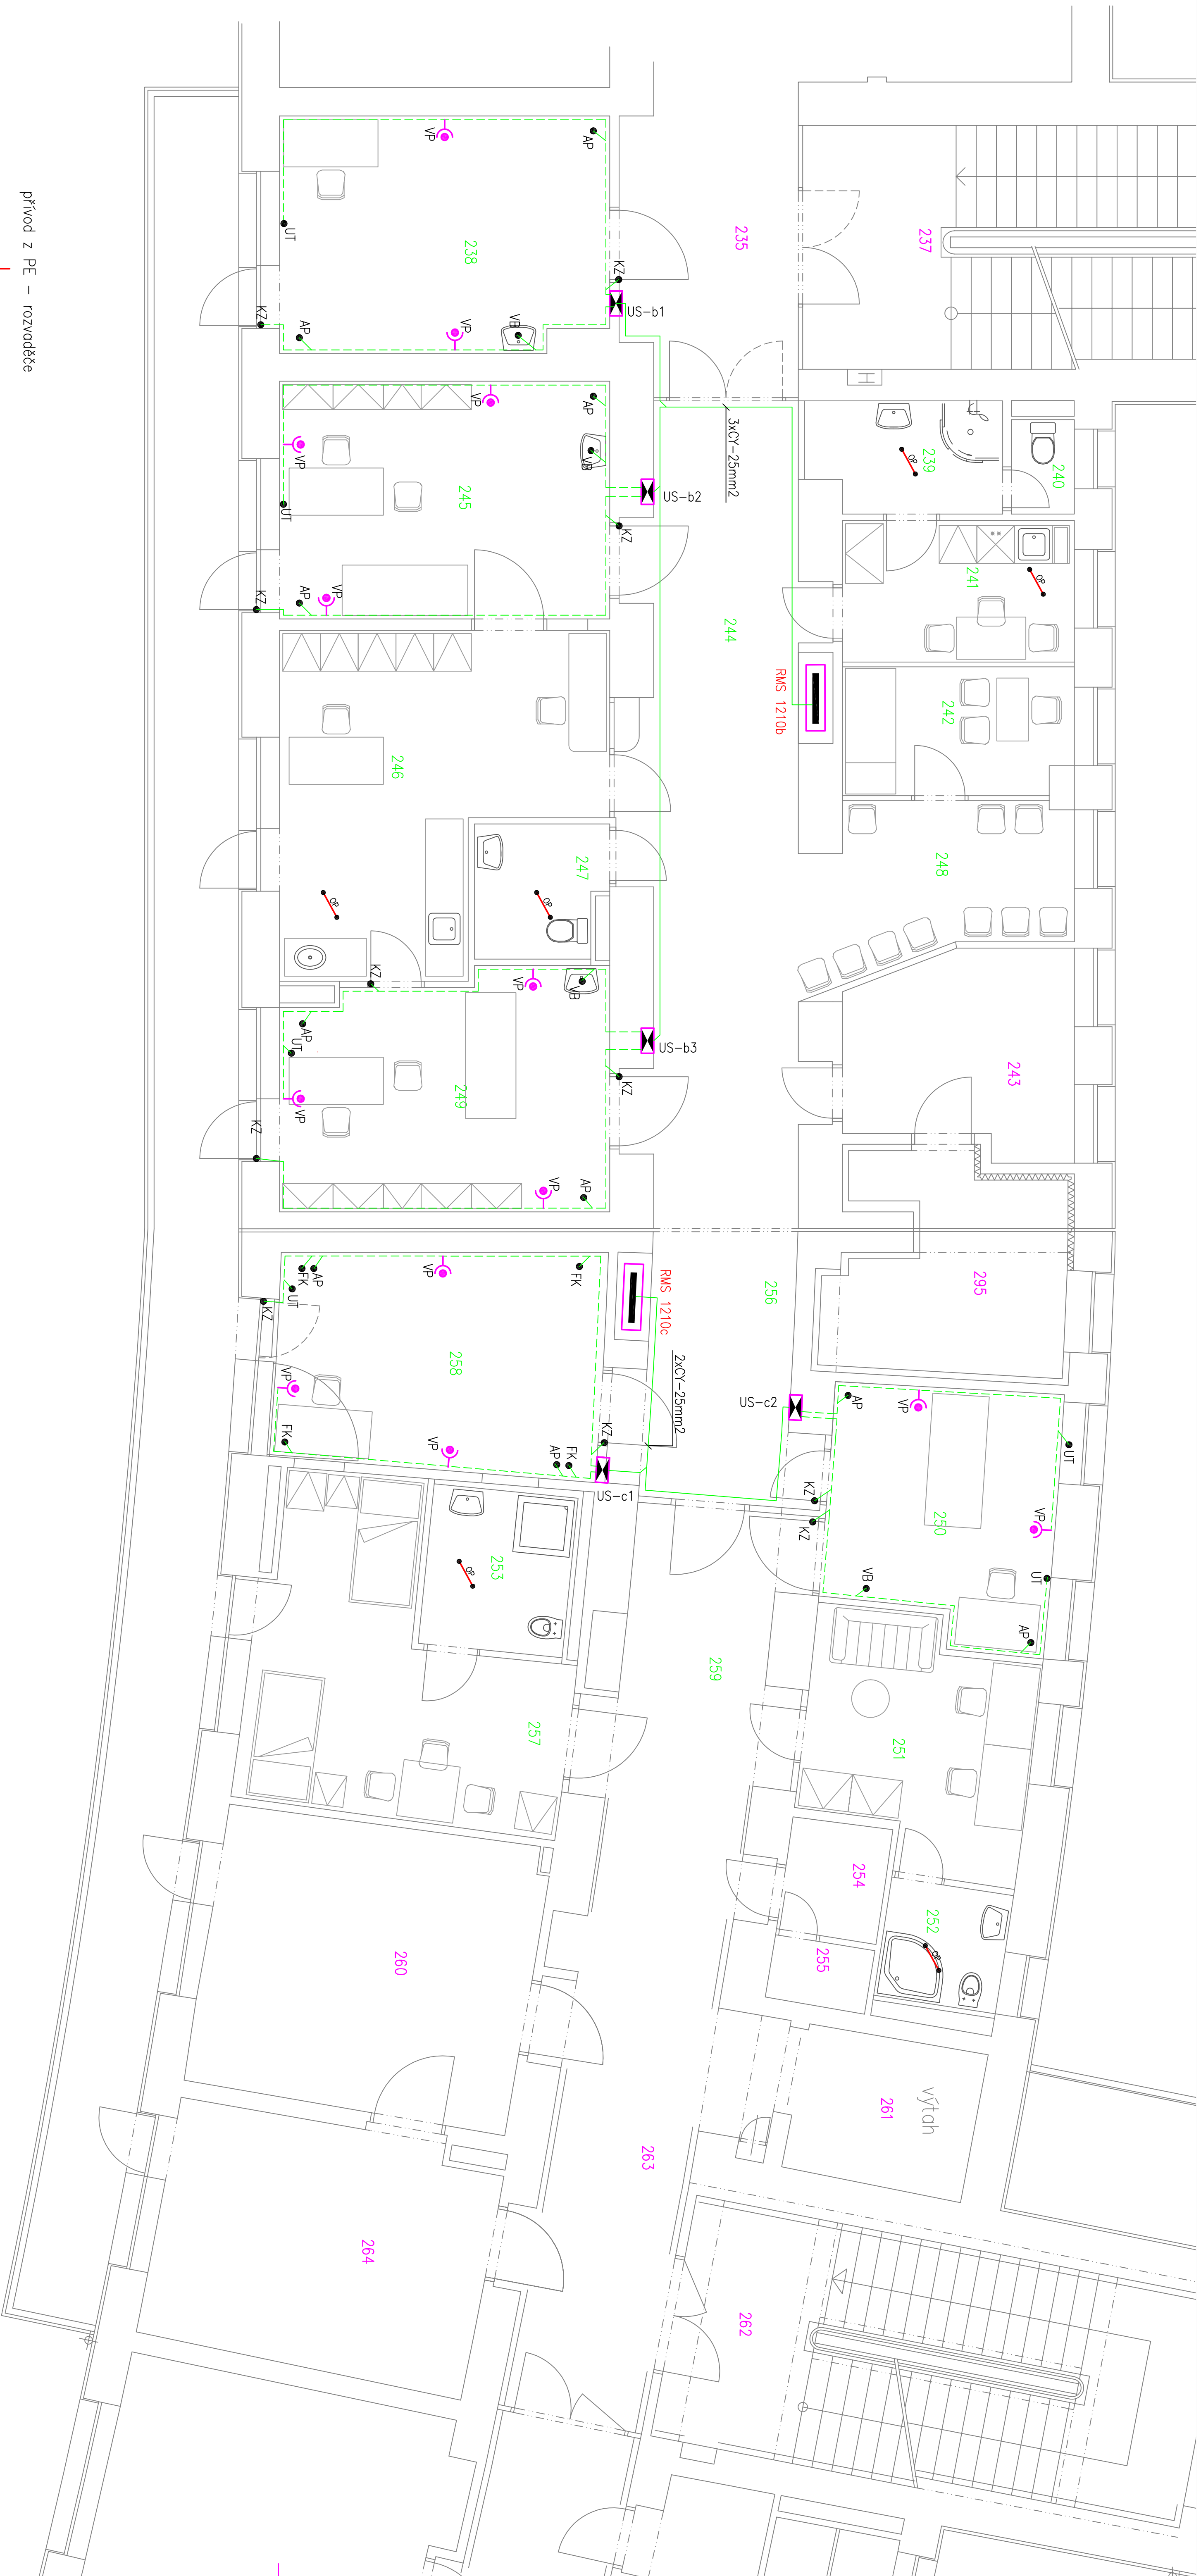 přívod z PE – rozvaděče
237
235
VP
AP
UT
238
KZ
KZ
AP
VP
VB
US-b1
239
240
OP
3xCY-25mm2
VP
AP
VP
VB
245
UT
US-b2
KZ
KZ
AP
VP
241
OP
244
RMS 1210b
242
246
247
248
OP
OP
KZ
VP
VB
AP
UT
US-b3
VP
249
KZ
KZ
VP
AP
243
295
FK
AP
VP
FK
UT
KZ
RMS 1210c
256
258
2xCY-25mm2
VP
FK
VP
AP
FK
KZ
US-c1
US-c2
AP
VP
UT
KZ
KZ
250
VP
VB
UT
AP
253
OP
257
259
251
254
252
OP
255
260
261
výtah
263
264
262